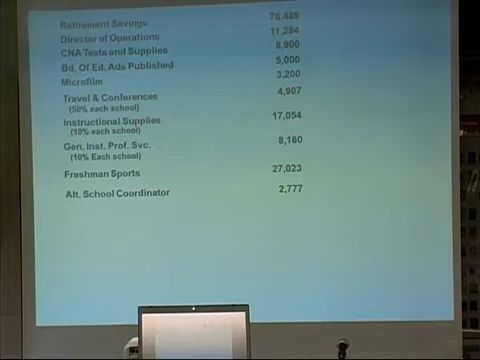 Retirement Savings 76,489
Director of Operations 11,294
CNA Tests and Supplies 8,900
Bd. Of Ed. Ads Published 5,000
Microfilm 3,200
Travel & Conferences 4,907
(50% each school)
Instructional Supplies 17,054
(10% each school)
Gen. Inst. Prof. Svc. 8,160
(10% Each school)
Freshman Sports 27,023
Alt. School Coordinator 2,777